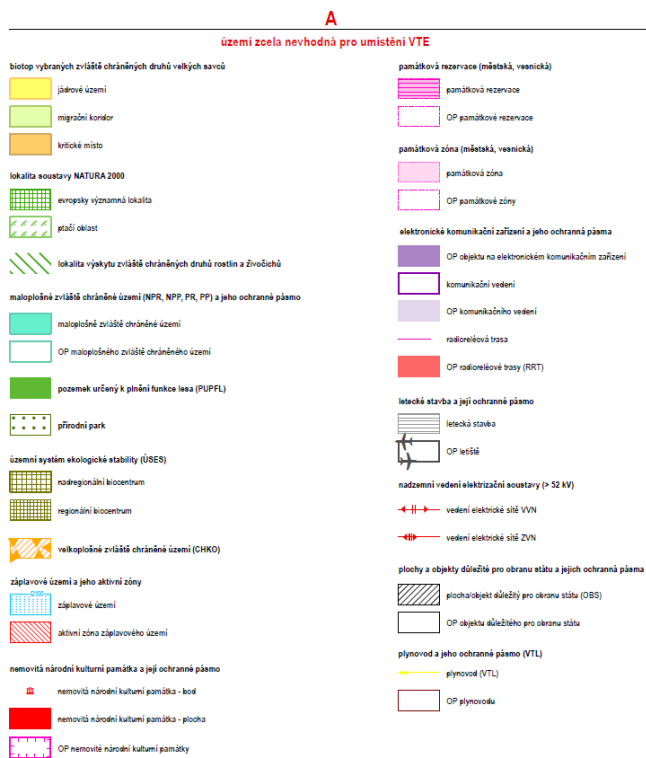 A
území zcela nevhodná pro umístění VTE
biotop vybraných zvláště chráněných druhů velkých savců
jádrové území
migrační koridor
kritické místo
lokalita soustavy NATURA 2000
evropsky významná lokalita
ptačí oblast
lokalita výskytu zvláště chráněných druhů rostlin a živočichů
maloplošné zvláště chráněné území (NPR, NPP, PR, PP) a jeho ochranné pásmo
maloplošně zvláště chráněné území
OP maloplošného zvláště chráněného území
pozemek určený k plnění funkce lesa (PUPFL)
přírodní park
územní systém ekologické stability (ÚSES)
nadregionální biocentrum
regionální biocentrum
velkoplošné zvláště chráněné území (CHKO)
záplavové území a jeho aktivní zóny
Q100
záplavové území
aktivní zóna záplavového území
nemovitá národní kulturní památka a její ochranné pásmo
nemovitá národní kulturní památka - bod
nemovitá národní kulturní památka - plocha
OP nemovité národní kulturní památky
památková rezervace (městská, vesnická)
památková rezervace
OP památkové rezervace
památková zóna (městská, vesnická)
památková zóna
OP památkové zóny
elektronické komunikační zařízení a jeho ochranná pásma
OP objektu na elektronickém komunikačním zařízení
komunikační vedení
OP komunikačního vedení
radioreléová trasa
OP radioreléové trasy (RRT)
letecká stavba a její ochranné pásmo
letecká stavba
OP letiště
nadzemní vedení elektrizační soustavy (> 52 kV)
vedení elektrické sítě VVN
vedení elektrické sítě ZVN
plochy a objekty důležité pro obranu státu a jejich ochranná pásma
plocha/objekt důležitý pro obranu státu (OBS)
OP objektu důležitého pro obranu státu
plynovod a jeho ochranné pásmo (VTL)
plynovod (VTL)
OP plynovodu